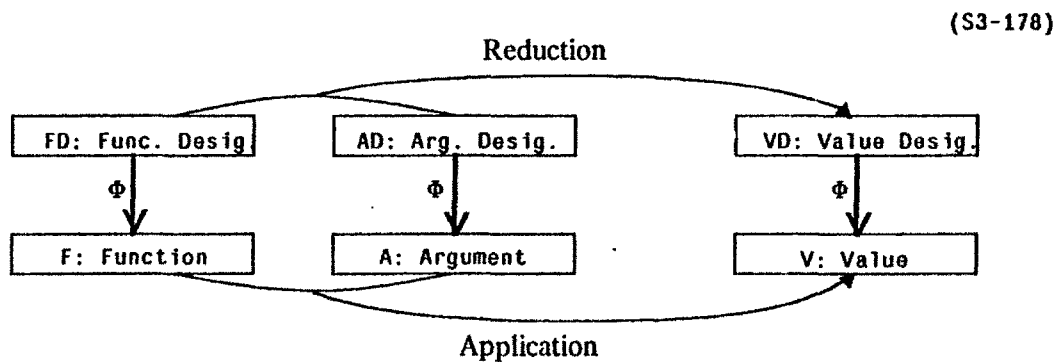 (S3-178)
Reduction
FD: Func. Desig.
AD: Arg. Desig.
VD: Value Desig.
Φ
Φ
Φ
F: Function
A: Argument
V: Value
Application